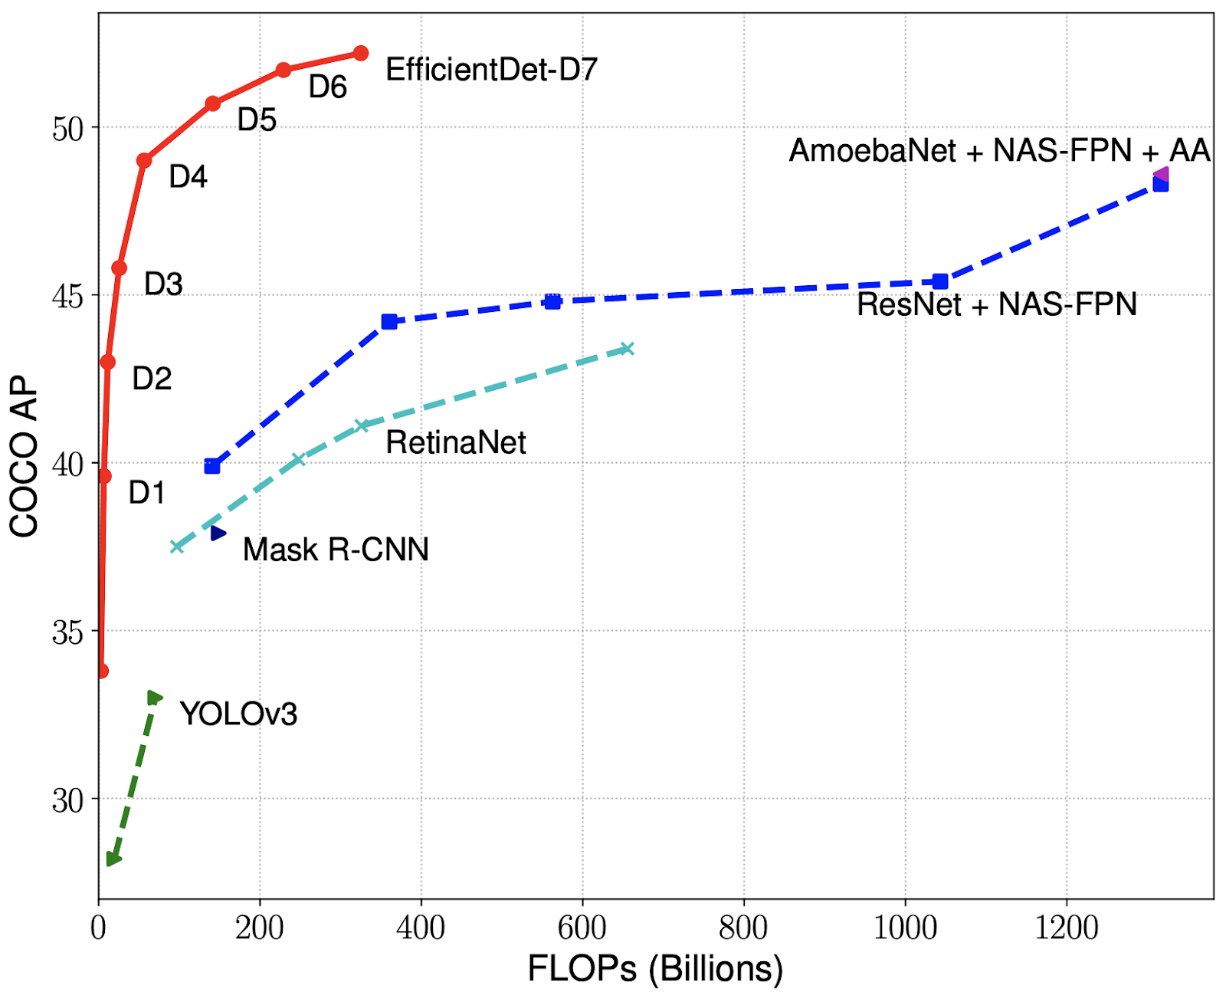 EfficientDet-D7
D6
D5
50
AmoebaNet + NAS-FPN + AA
D4
D3
45
ResNet + NAS-FPN
D2
COCO AP
RetinaNet
40
D1
Mask R-CNN
35
YOLOv3
30
0 200 400 600 800 1000 1200
FLOPs (Billions)